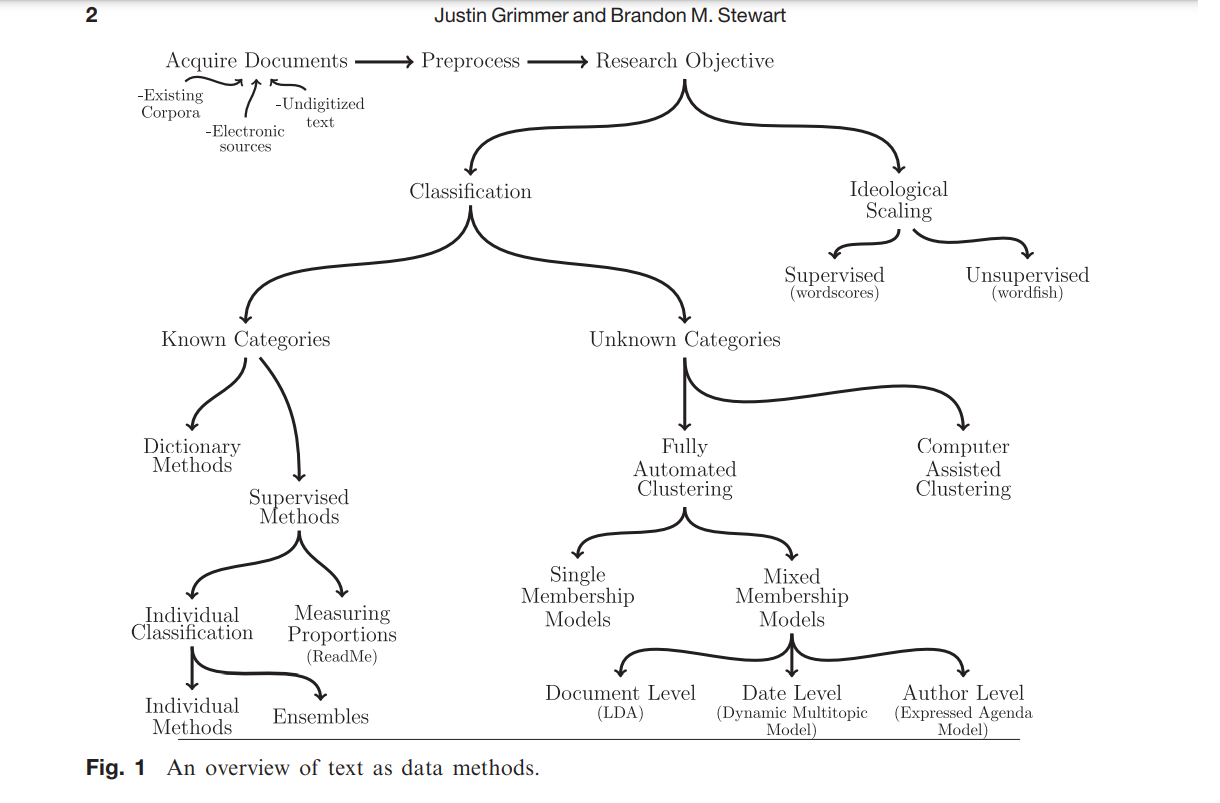 2
Justin Grimmer and Brandon M. Stewart
Acquire Documents
Preprocess
Research Objective
-Existing
Corpora
-Electronic
sources
-Undigitized
text
Classification
Ideological
Scaling
Supervised
(wordscores)
Unsupervised
(wordfish)
Known Categories
Unknown Categories
Dictionary
Methods
Supervised
Methods
Fully
Automated
Clustering
Computer
Assisted
Clustering
Individual
Classification
Measuring
Proportions
(ReadMe)
Single
Membership
Models
Mixed
Membership
Models
Individual
Methods
Ensembles
Document Level
(LDA)
Date Level
(Dynamic Multitopic
Model)
Author Level
(Expressed Agenda
Model)
Fig. 1 An overview of text as data methods.